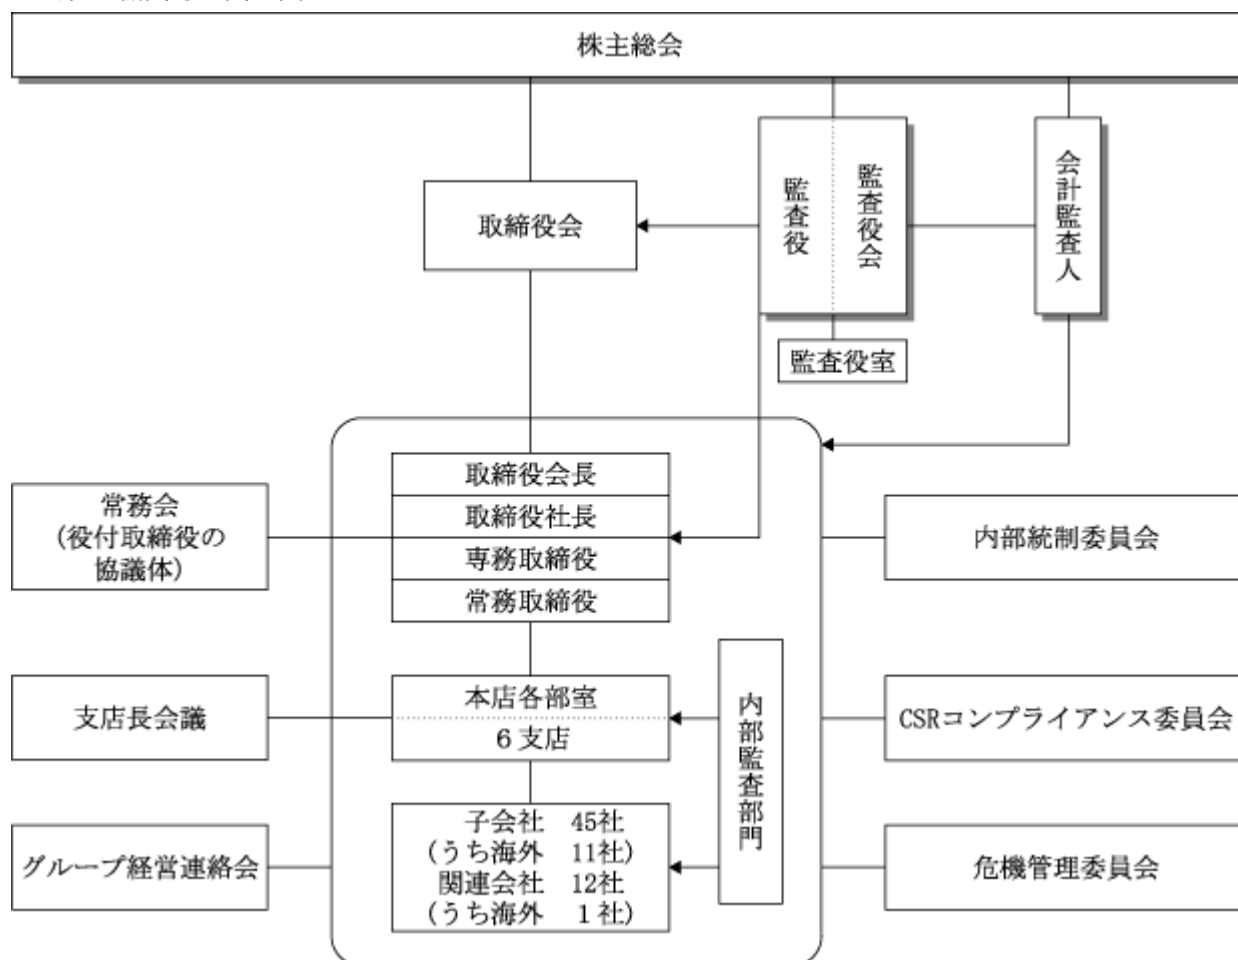 株主総会
取締役会
監査役
監査役会
会計監査人
監査役室
取締役会長
取締役社長
専務取締役
常務取締役
常務会
(役付取締役の
協議体)
内部統制委員会
本店各部室
6支店
支店長会議
内部監査部門
CSRコンプライアンス委員会
子会社 45社
(うち海外 11社)
関連会社 12社
(うち海外 1社)
グループ経営連絡会
危機管理委員会